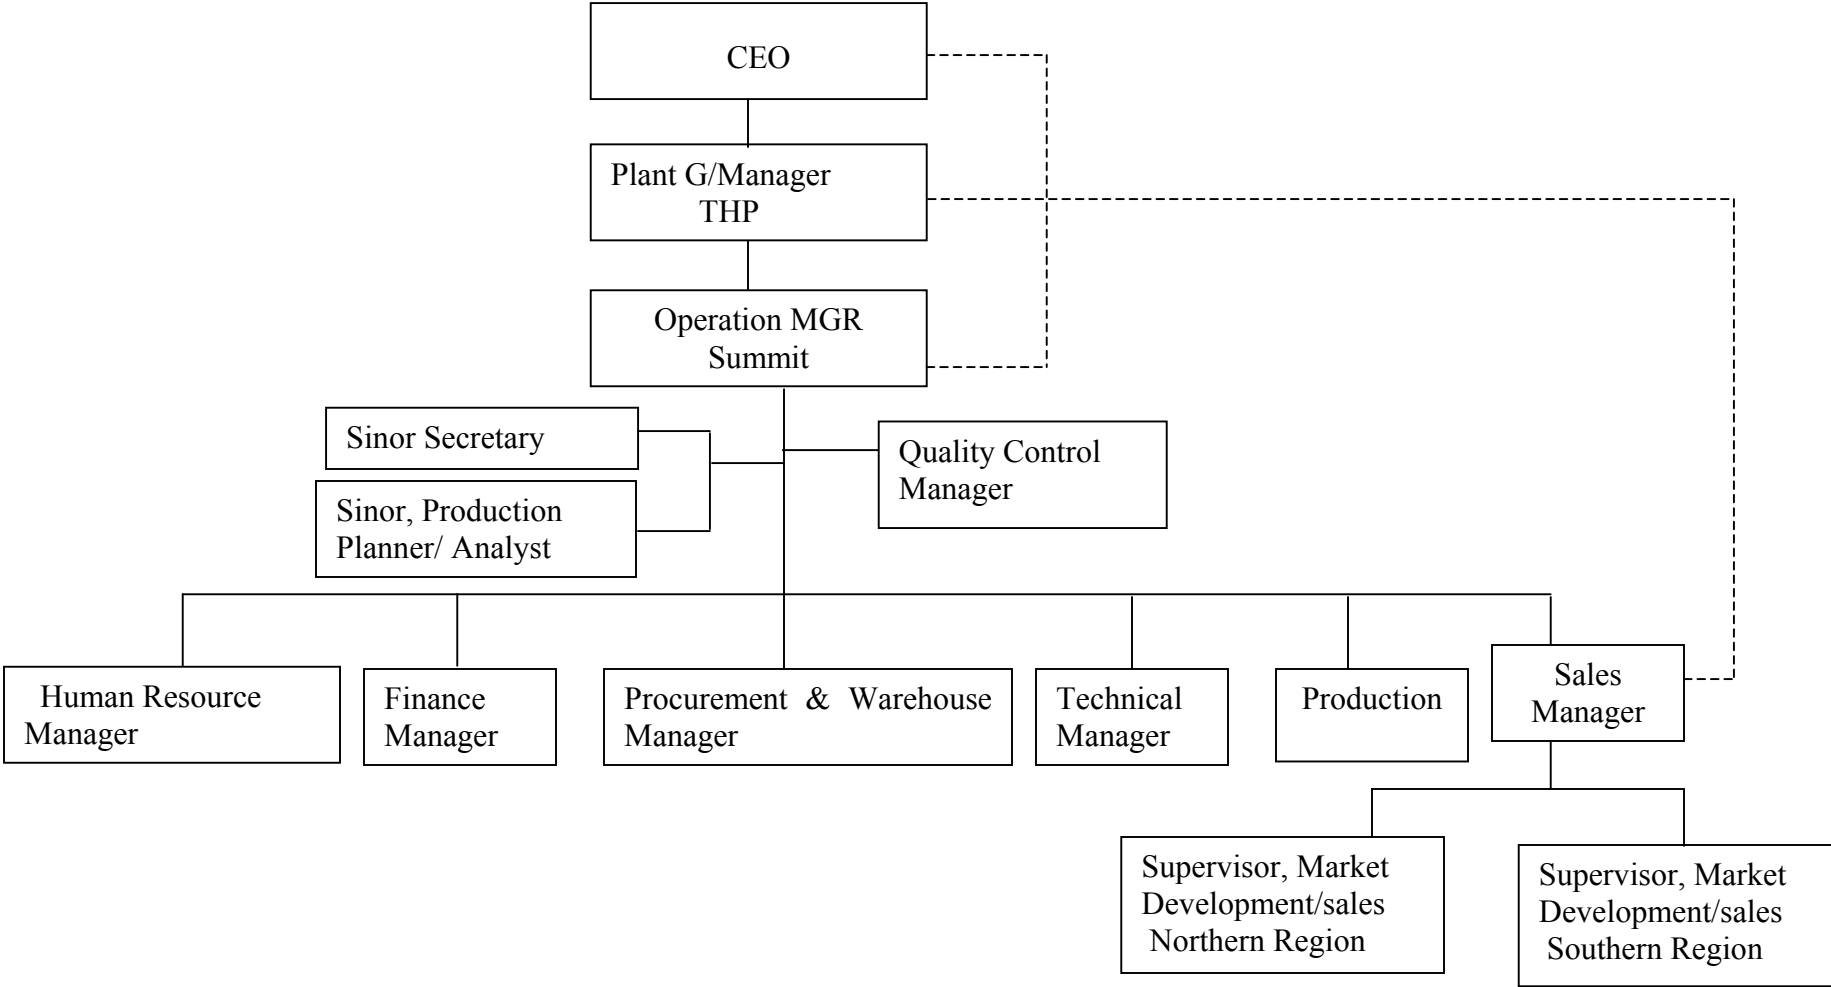 CEO
Plant G/Manager
THP
Operation MGR
Summit
Sinor Secretary
Quality Control
Manager
Sinor, Production
Planner/ Analyst
Human Resource
Manager
Finance
Manager
Procurement & Warehouse
Manager
Technical
Manager
Production
Sales
Manager
Supervisor, Market
Development/sales
Northern Region
Supervisor, Market
Development/sales
Southern Region